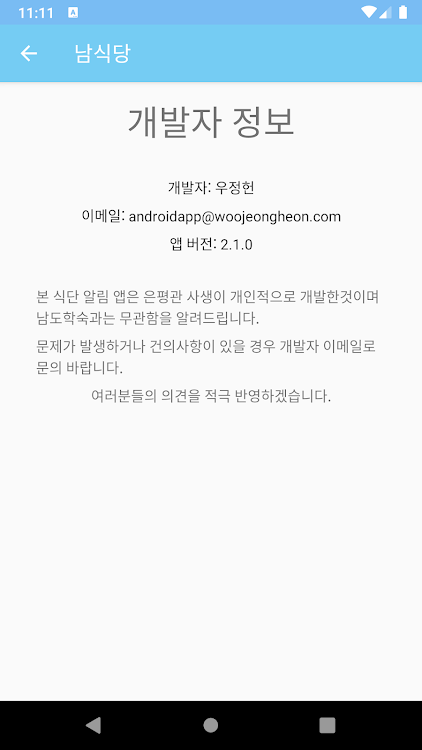 11:11
A
남식당
개발자 정보
개발자: 우정헌
이메일: androidapp@woojeongheon.com
앱 버전: 2.1.0
본 식단 알림 앱은 은평관 사생이 개인적으로 개발한것이며
남도학숙과는 무관함을 알려드립니다.
문제가 발생하거나 건의사항이 있을 경우 개발자 이메일로
문의 바랍니다.
여러분들의 의견을 적극 반영하겠습니다.